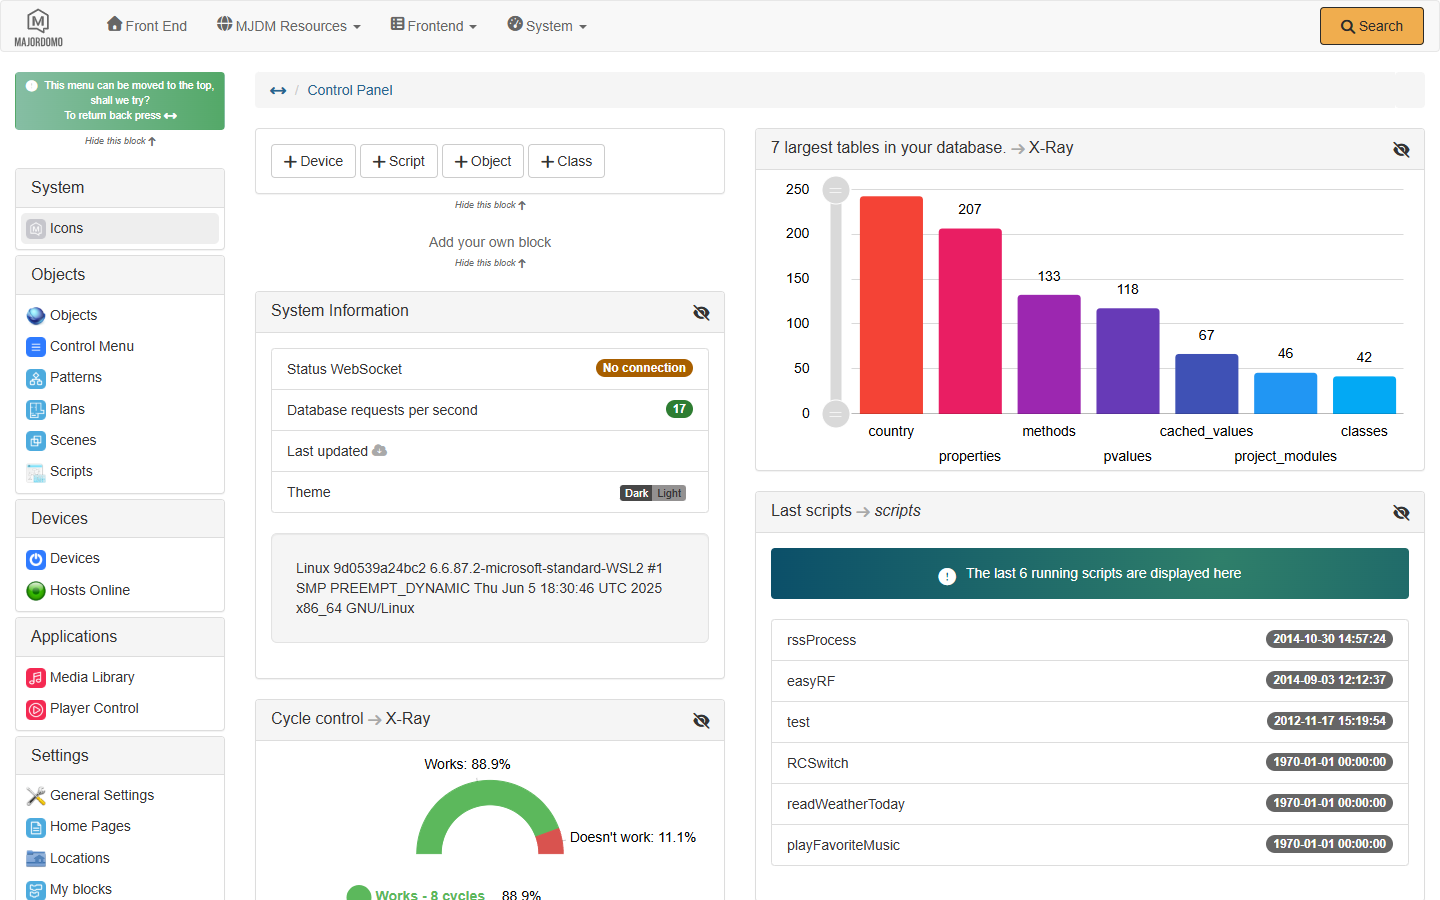 MAJORDOMO
Front End
MJDM Resources
Frontend
System
Search
This menu can be moved to the top,
shall we try?
To return back press
Hide this block
System
Icons
Objects
Objects
Control Menu
Patterns
Plans
Scenes
Scripts
Devices
Devices
Hosts Online
Applications
Media Library
Player Control
Settings
General Settings
Home Pages
Locations
My blocks
/ Control Panel
Device
Script
Object
Class
Hide this block
Add your own block
Hide this block
System Information
Status WebSocket No connection
Database requests per second 17
Last updated
Theme Dark Light
Linux 9d0539a24bc2 6.6.87.2-microsoft-standard-WSL2 #1
SMP PREEMPT_DYNAMIC Thu Jun 5 18:30:46 UTC 2025
x86_64 GNU/Linux
Cycle control → X-Ray
Works: 88.9%
Doesn't work: 11.1%
Works - 8 cycles 88.9%
7 largest tables in your database. → X-Ray
250
200
150
100
50
0
207
133
118
67
46
42
country
properties
methods
pvalues
cached_values
project_modules
classes
Last scripts → scripts
The last 6 running scripts are displayed here
rssProcess 2014-10-30 14:57:24
easyRF 2014-09-03 12:12:37
test 2012-11-17 15:19:54
RCSwitch 1970-01-01 00:00:00
readWeatherToday 1970-01-01 00:00:00
playFavoriteMusic 1970-01-01 00:00:00